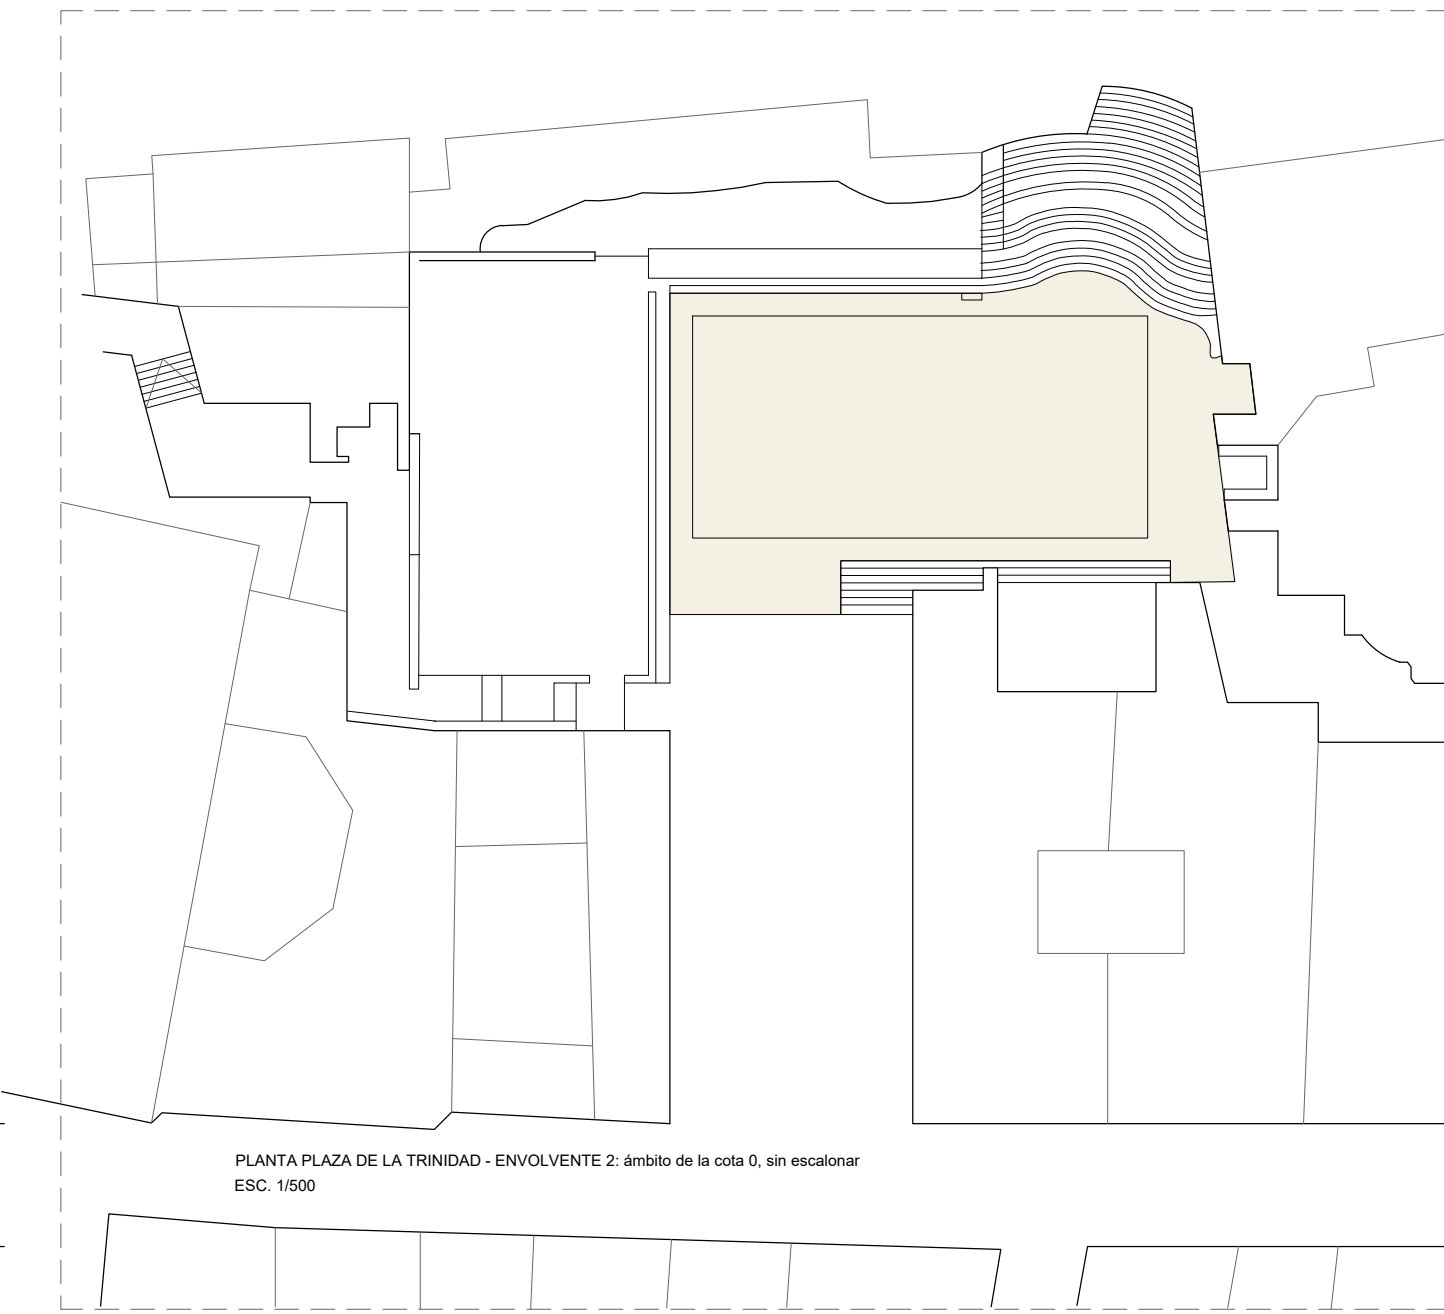 PLANTA PLAZA DE LA TRINIDAD - ENVOLVENTE 2: ámbito de la cota 0, sin escalonar
ESC. 1/500